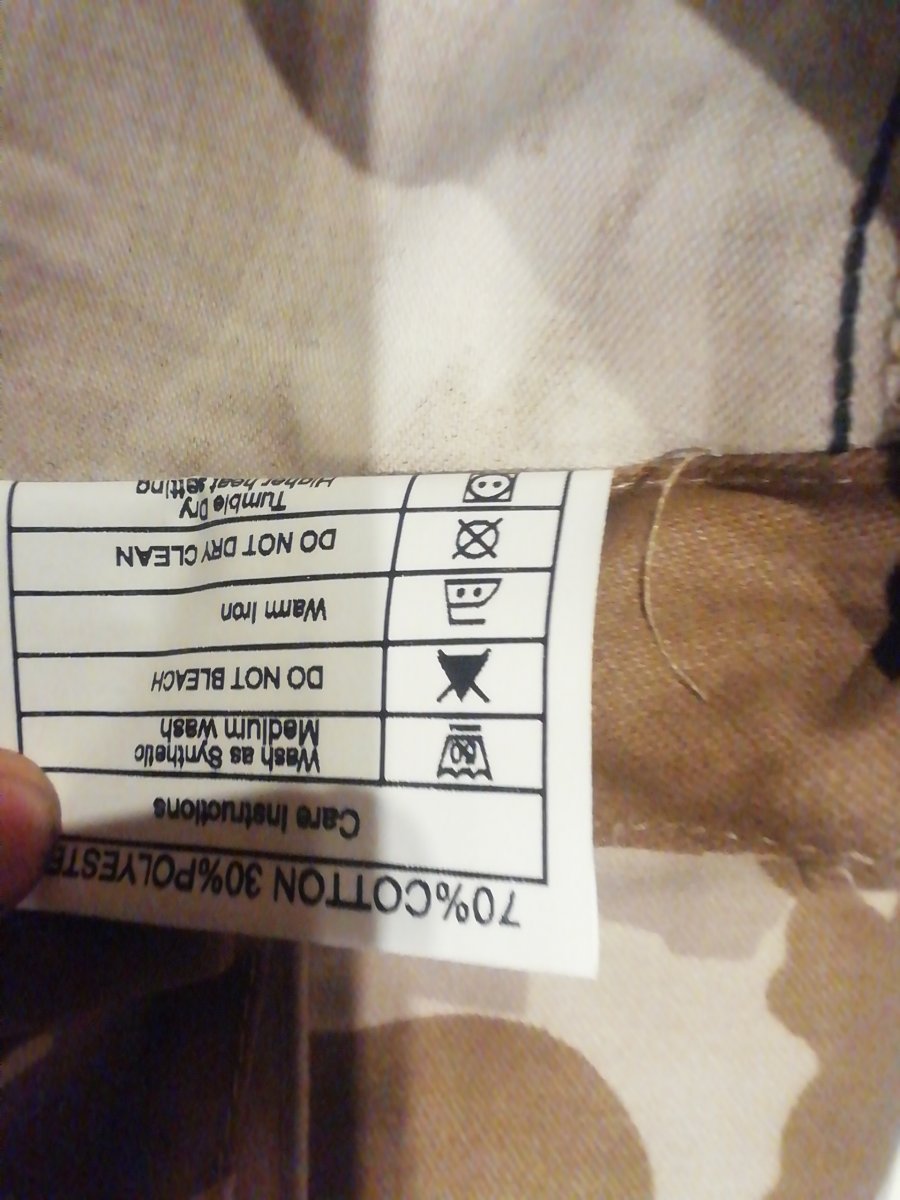 70%COTTON 30%POLYESTE
Care Instructions
Wash as Synthetic
Medium Wash
DO NOT BLEACH
Warm Iron
DO NOT DRY CLEAN
Tumble Dry
Higher heat setting